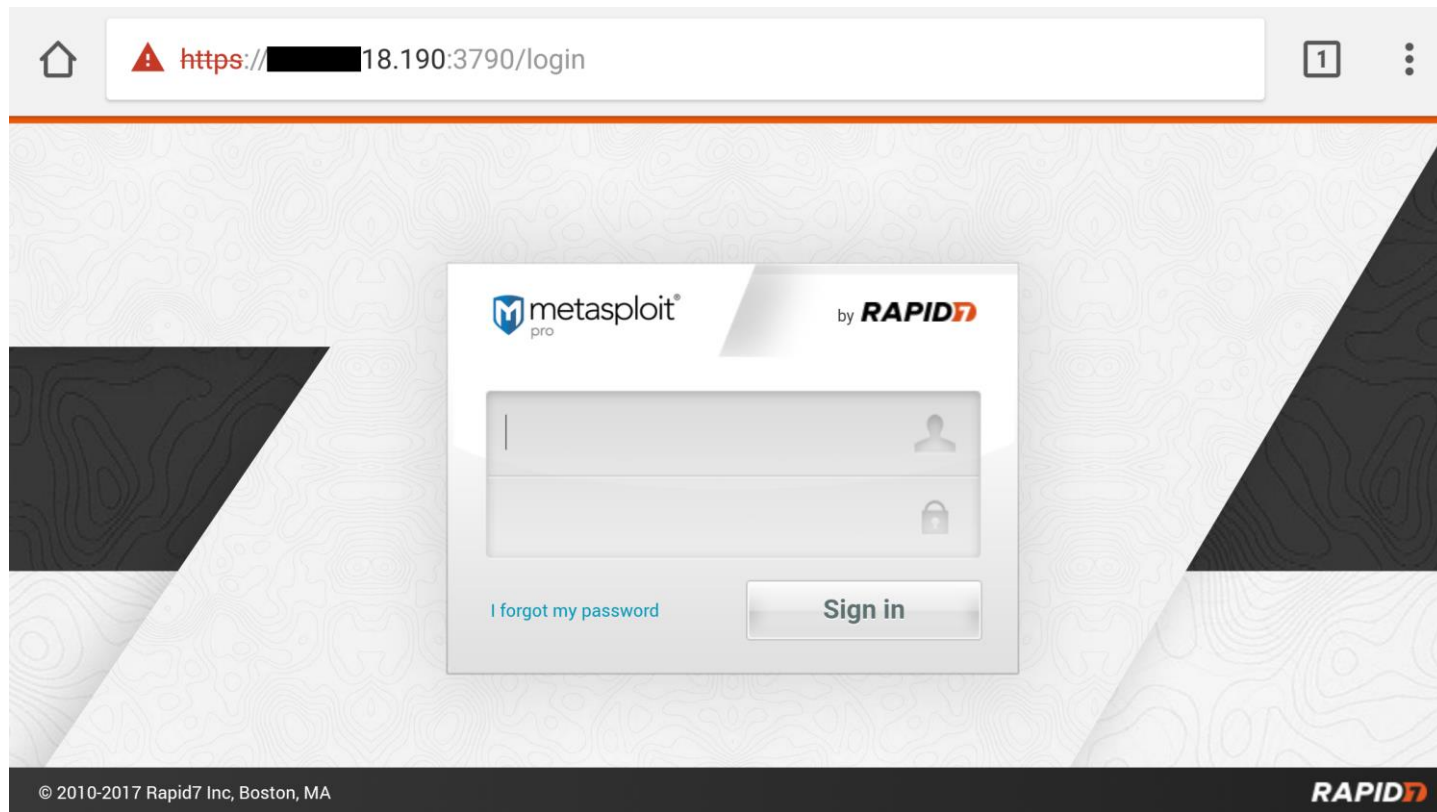 https://18.190:3790/login
1
metasploit®
pro
by RAPID7
I forgot my password
Sign in
© 2010-2017 Rapid7 Inc, Boston, MA
RAPID7